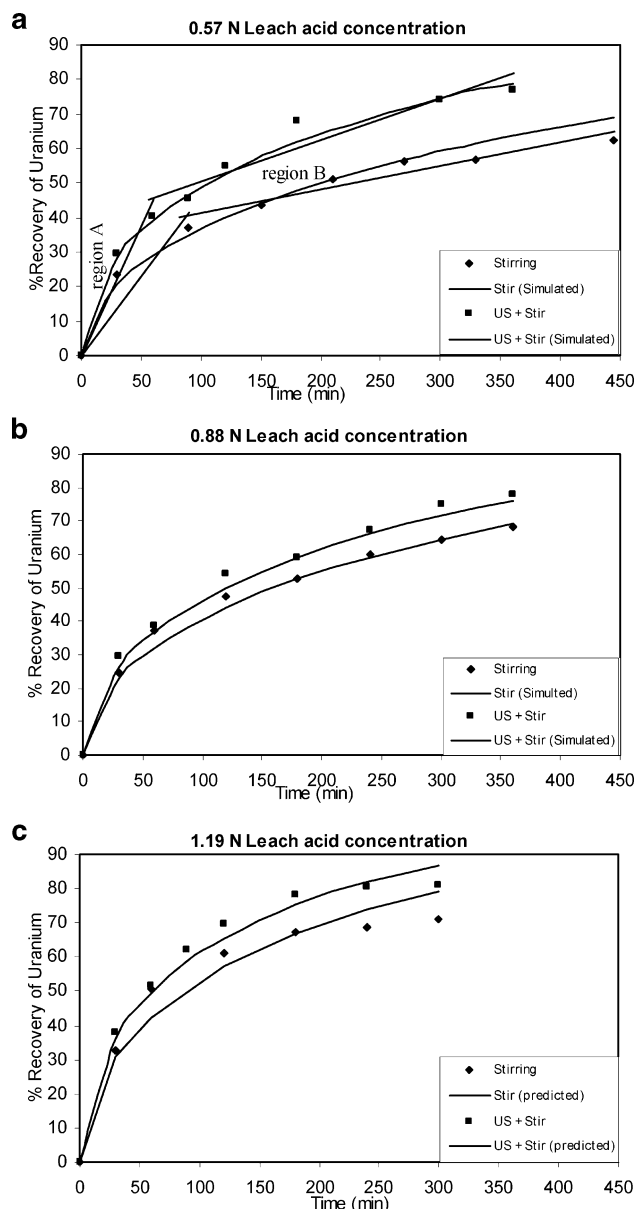 a
0.57 N Leach acid concentration
90
80
70
60
50
40
30
20
10
0
%Recovery of Uranium
region A
region B
Stirring
Stir (Simulated)
US + Stir
US + Stir (Simulated)
0 50 100 150 200 250 300 350 400 450
Time (min)
b
0.88 N Leach acid concentration
90
80
70
60
50
40
30
20
10
0
% Recovery of Uranium
Stirring
Stir (Simulted)
US + Stir
US + Stir (Simulated)
0 50 100 150 200 250 300 350 400 450
Time (min)
c
1.19 N Leach acid concentration
90
80
70
60
50
40
30
20
10
0
% Recovery of Uranium
Stirring
Stir (predicted)
US + Stir
US + Stir (predicted)
0 50 100 150 200 250 300 350 400 450
Time (min)